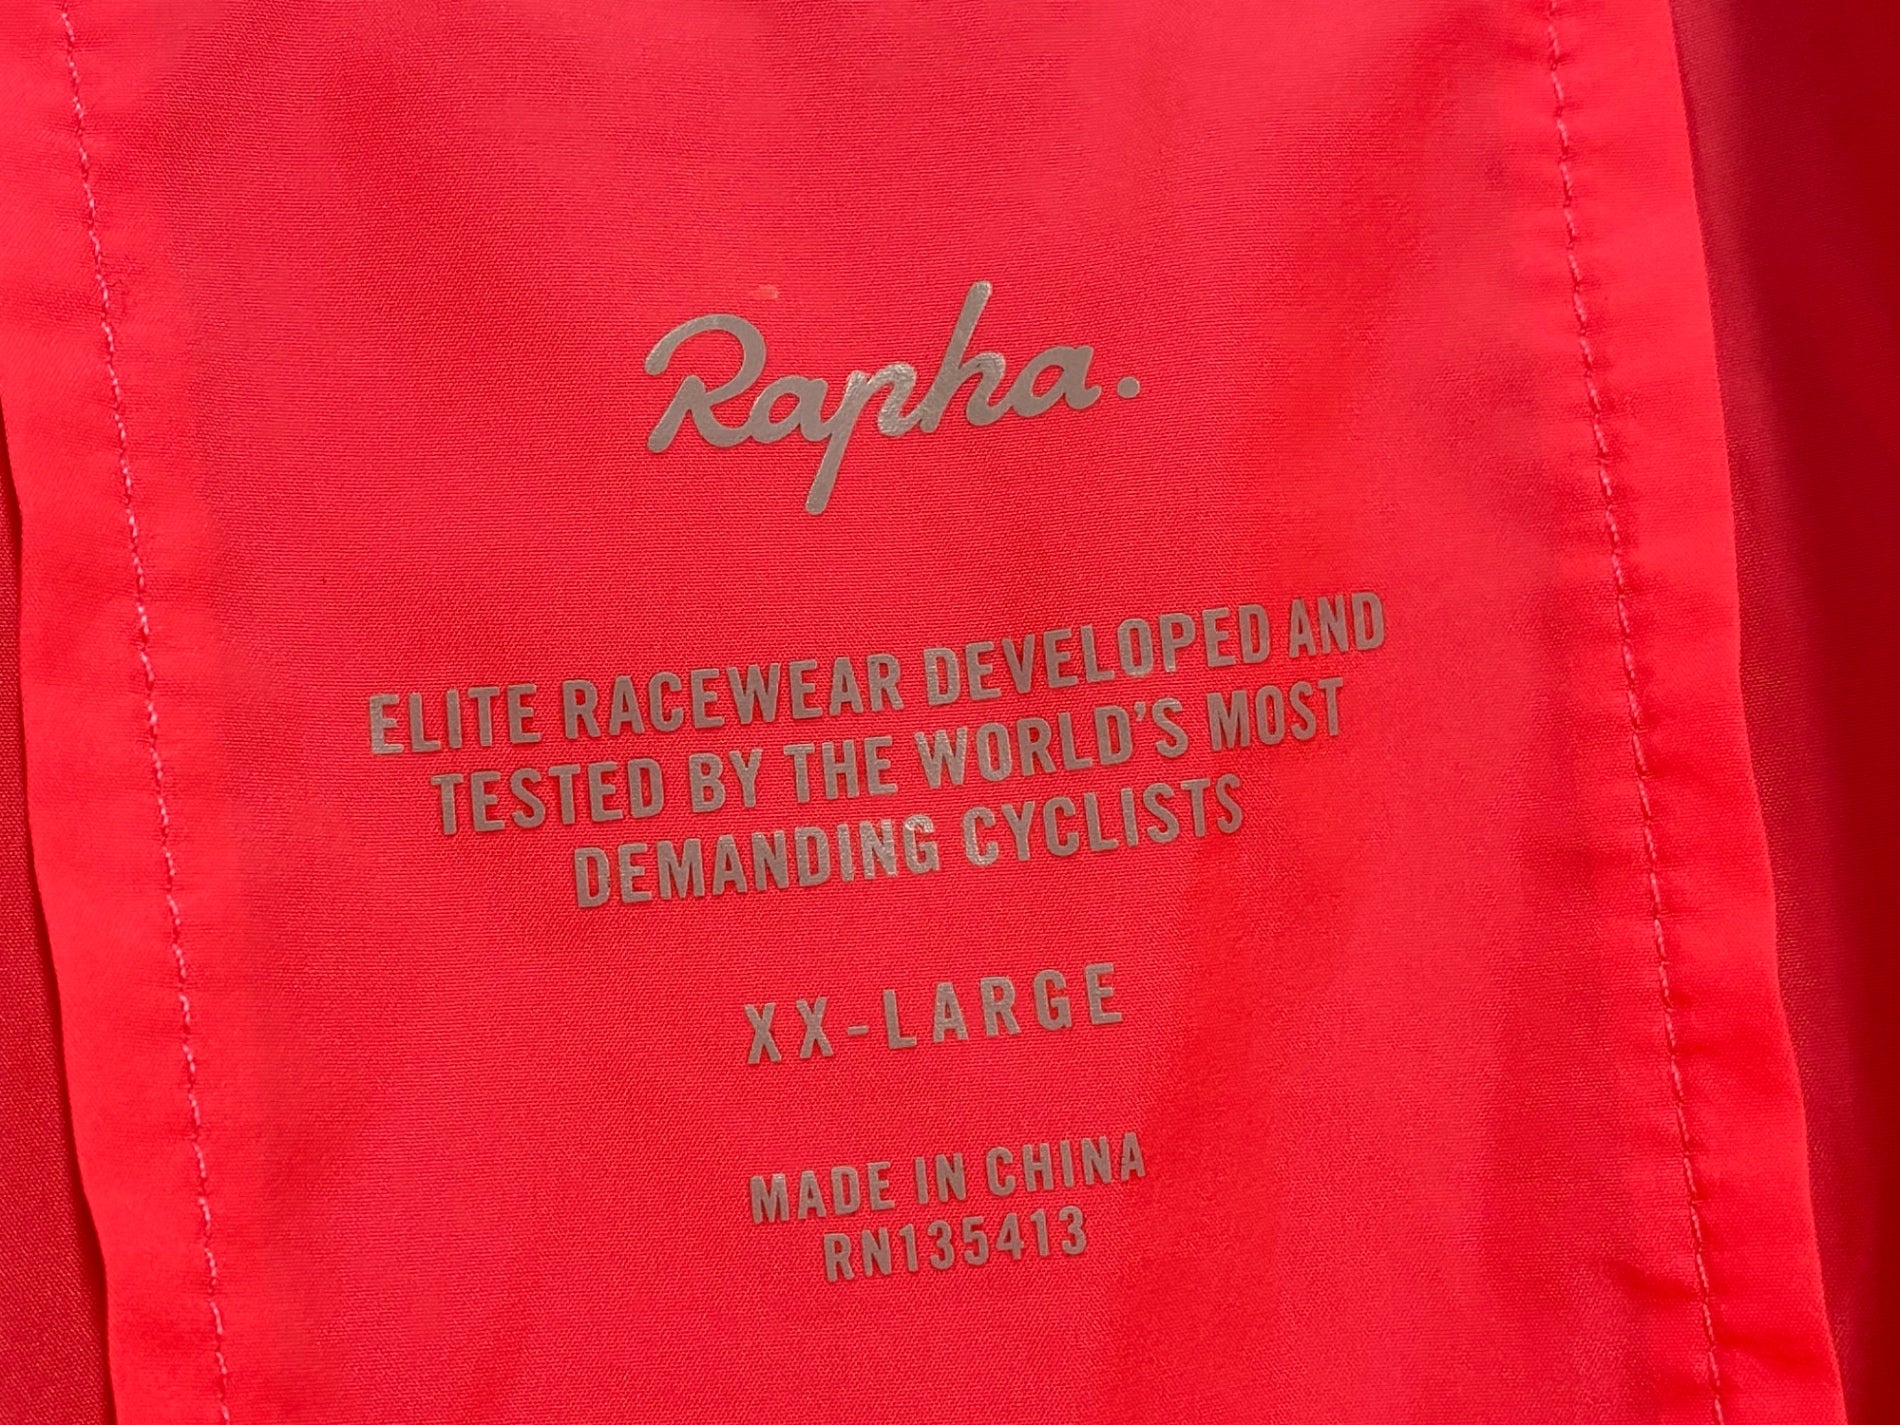 Rapha.
ELITE RACEWEAR DEVELOPED AND
TESTED BY THE WORLD'S MOST
DEMANDING CYCLISTS
XX-LARGE
MADE IN CHINA
RN135413